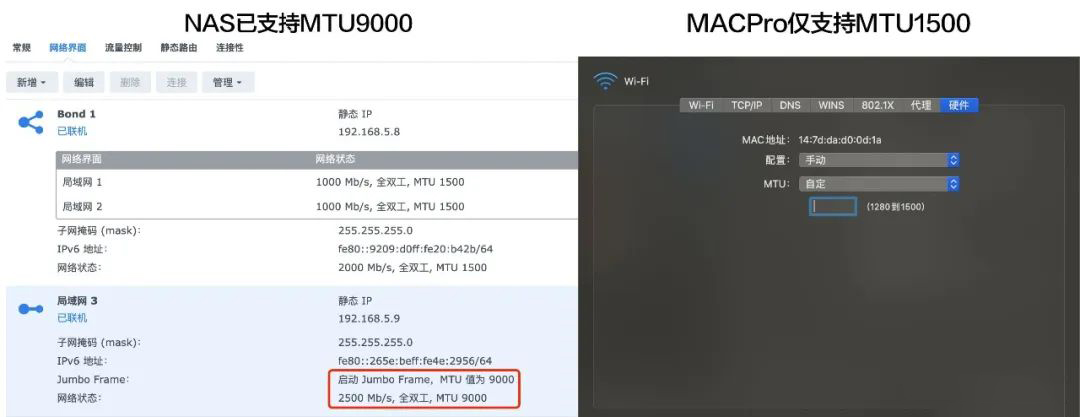 NAS已支持MTU9000
常规 网络界面 流量控制 静态路由 连接性
新增 编辑 删除 连接 管理
Bond 1 静态 IP
已联机 192.168.5.8
网络界面 网络状态
局域网 1 1000 Mb/s, 全双工, MTU 1500
局域网 2 1000 Mb/s, 全双工, MTU 1500
子网掩码 (mask): 255.255.255.0
IPv6 地址: fe80::9209:d0ff:fe20:b42b/64
网络状态: 2000 Mb/s, 全双工, MTU 1500
局域网 3 静态 IP
已联机 192.168.5.9
子网掩码 (mask): 255.255.255.0
IPv6 地址: fe80::265e:beff:fe4e:2956/64
Jumbo Frame: 启动 Jumbo Frame, MTU 值为 9000
网络状态: 2500 Mb/s, 全双工, MTU 9000
MACPro仅支持MTU1500
Wi-Fi
Wi-Fi TCP/IP DNS WINS 802.1X 代理 硬件
MAC地址: 14:7d:da:d0:0d:1a
配置: 手动
MTU: 自定
(1280到1500)